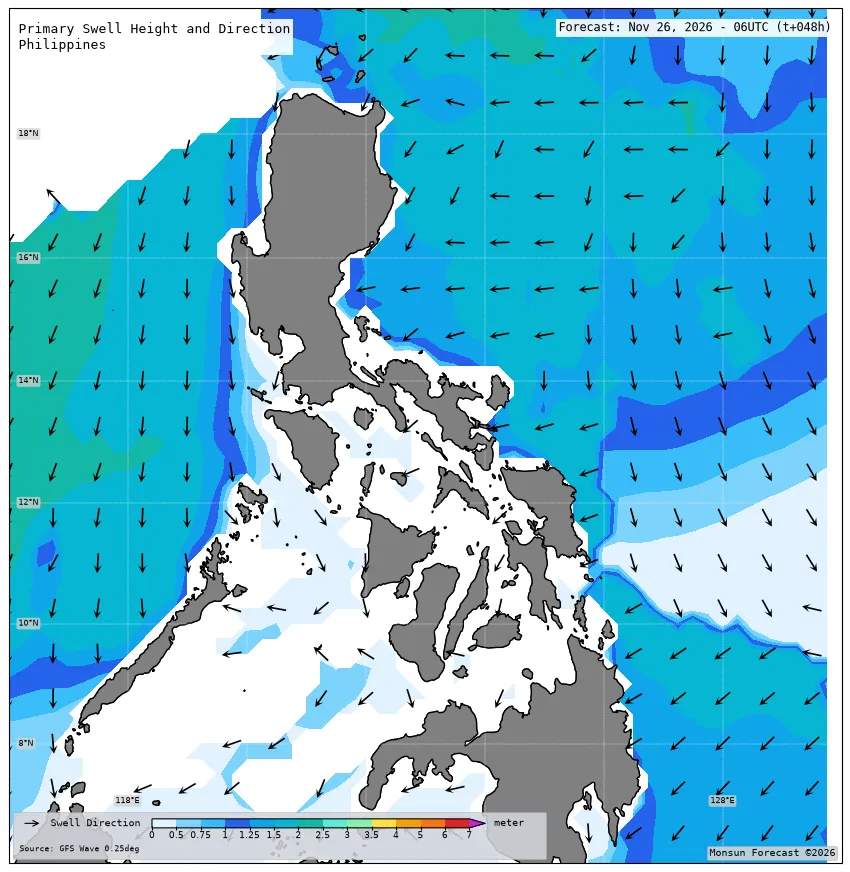 Primary Swell Height and Direction
Philippines
Forecast: Nov 26, 2026 - 06UTC (t+048h)
18°N
16°N
14°N
12°N
10°N
8°N
118°E
128°E
Swell Direction
meter
0 0.5 0.75 1 1.25 1.5 2 2.5 3 3.5 4 5 6 7
Source: GFS Wave 0.25deg
Monsun Forecast ©2026